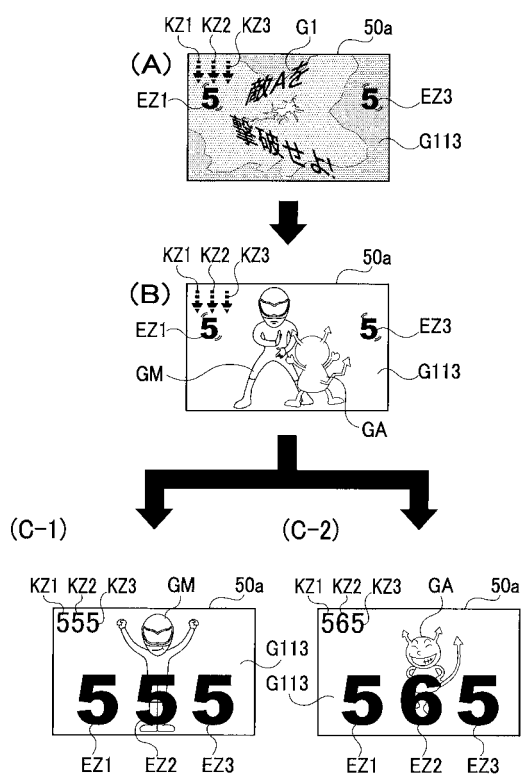 KZ1 KZ2 KZ3 G1 50a
(A)
敵Aを
EZ1 5 5 EZ3
撃破せよ!
G113
KZ1 KZ2 KZ3 50a
(B)
EZ1 5 5 EZ3
GM G113
GA
(C-1) (C-2)
KZ1 KZ2 KZ3 GM 50a
555
G113
5 5 5
EZ1 EZ2 EZ3
KZ1 KZ2 KZ3 GA 50a
565
G113
5 6 5
EZ1 EZ2 EZ3